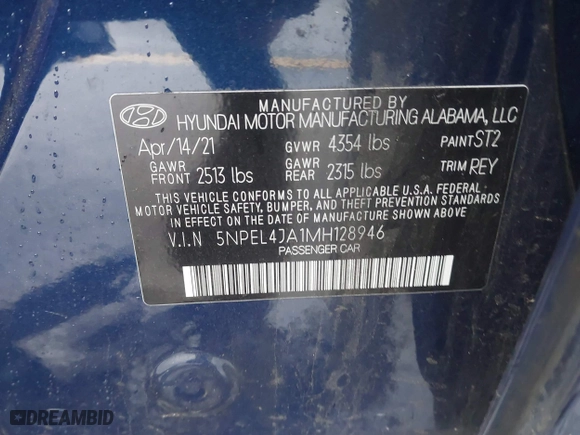 MANUFACTURED BY
HYUNDAI MOTOR MANUFACTURING ALABAMA, LLC
Apr/14/21 GVWR 4354 lbs PAINT ST2
GAWR FRONT 2513 lbs GAWR REAR 2315 lbs TRIM REY
THIS VEHICLE CONFORMS TO ALL APPLICABLE U.S.A. FEDERAL
MOTOR VEHICLE SAFETY, BUMPER, AND THEFT PREVENTION STANDARDS
IN EFFECT ON THE DATE OF MANUFACTURE SHOWN ABOVE.
V.I.N 5NPEL4JA1MH128946
PASSENGER CAR
DREAMBID